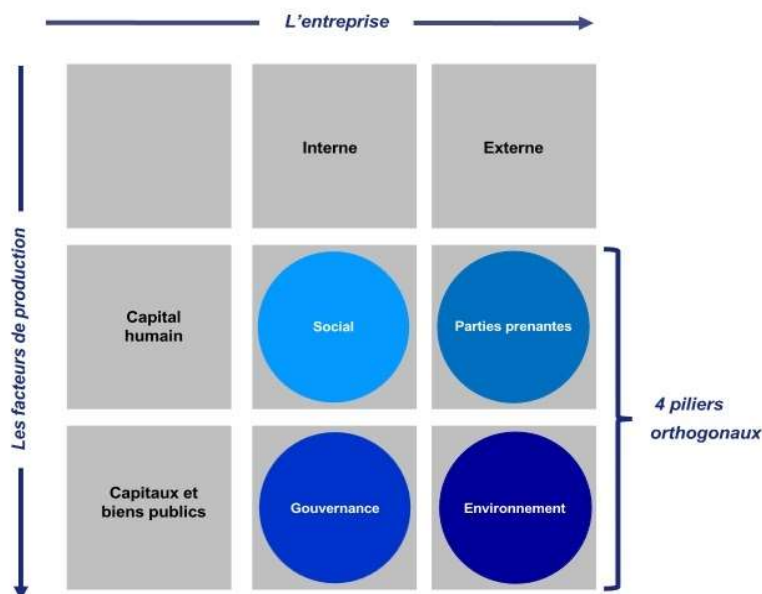 L'entreprise
Les facteurs de production
Interne
Externe
Capital
humain
Social
Parties prenantes
4 piliers
orthogonaux
Capitaux et
biens publics
Gouvernance
Environnement